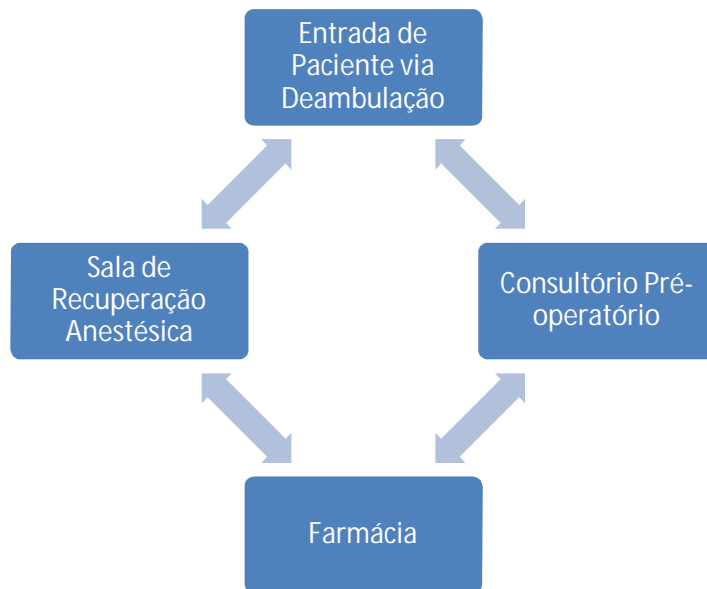 Entrada de
Paciente via
Deambulação
Sala de
Recuperação
Anestésica
Consultório Pré-
operatório
Farmácia